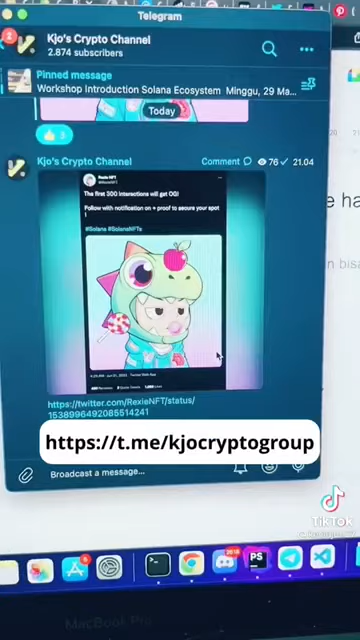 Telegram
2
Kjo's Crypto Channel
2.874 subscribers
Pinned message
Workshop Introduction Solana Ecosystem Minggu, 29 Ma...
Today
Kjo's Crypto Channel
Comment
76
21.04
The first 300 interactions will get OG!
Follow with notification on + proof to secure your spot
!
#Solana #SolanaNFTs
https://twitter.com/RexieNFT/status/
1538996492085514241
https://t.me/kjocryptogroup
Broadcast a message...
TikTok
PS
MacBook Pro